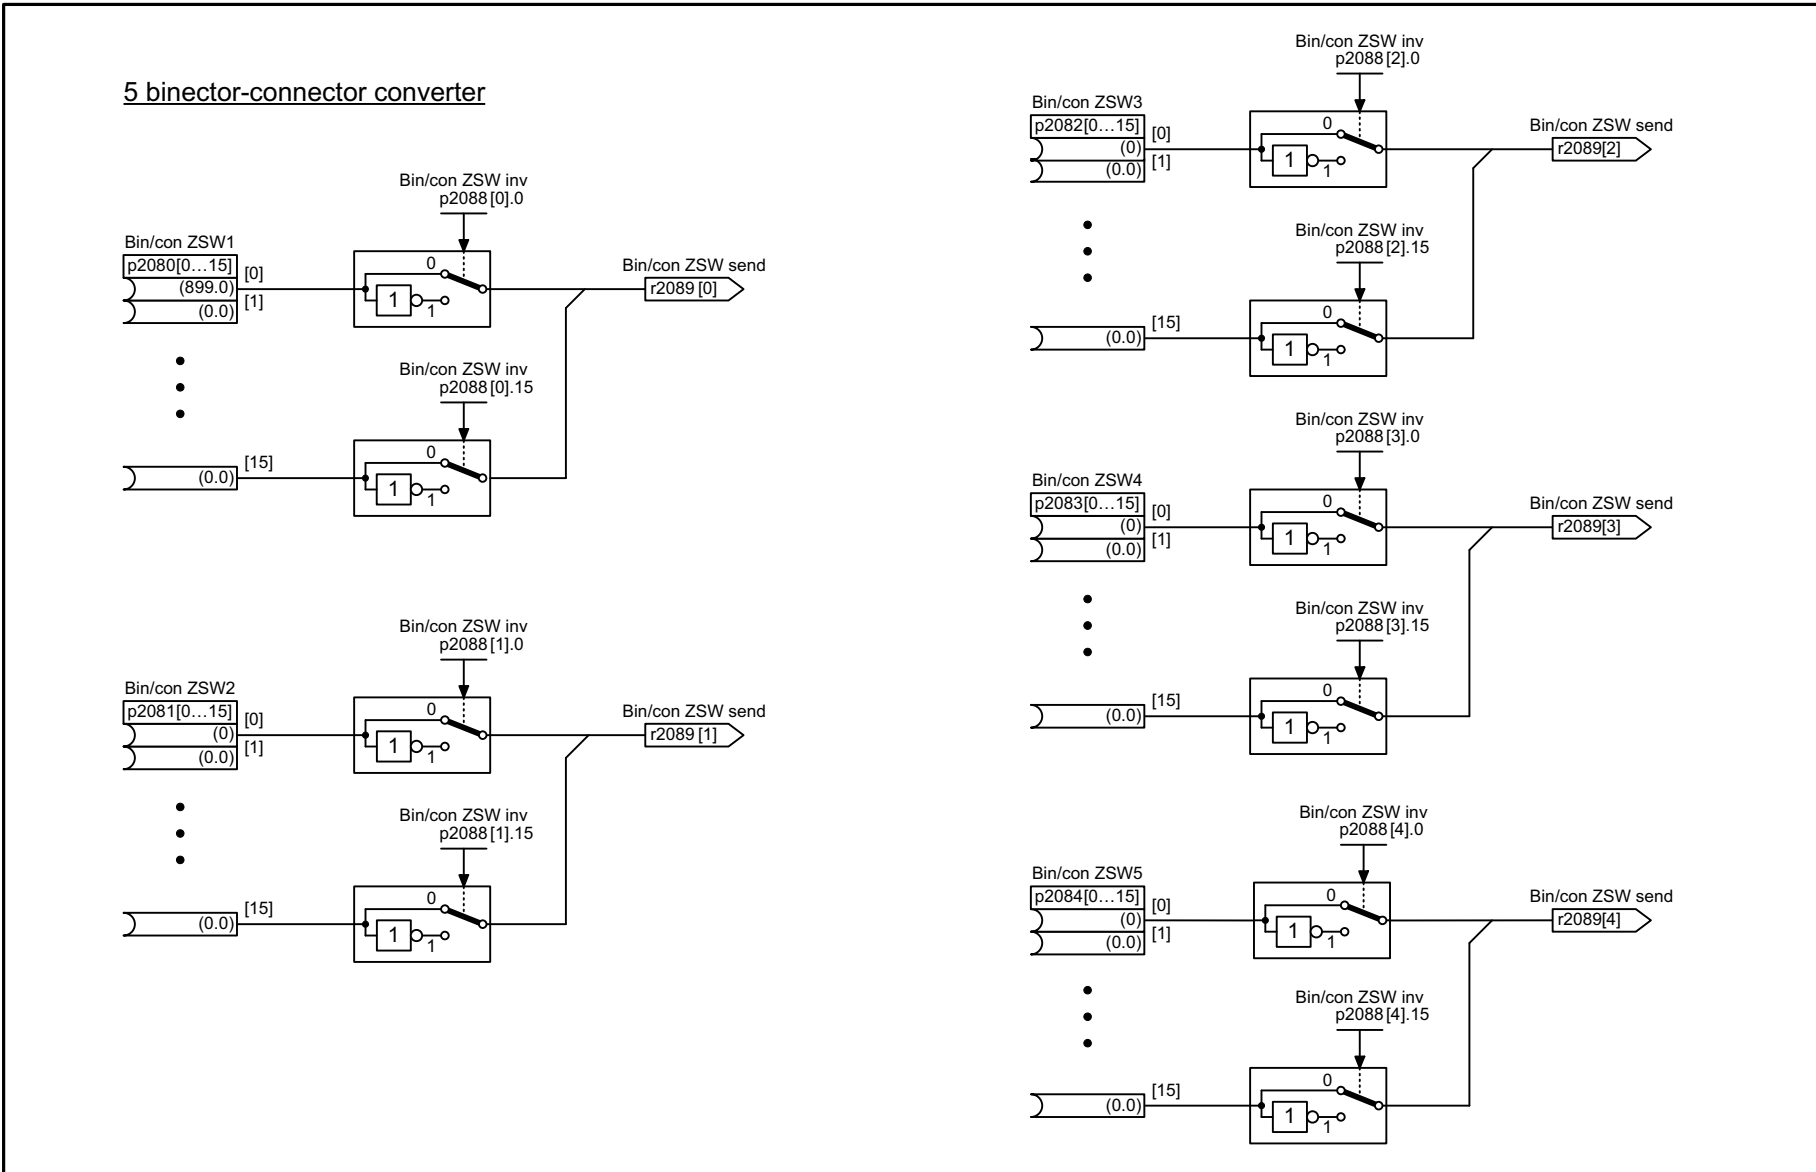 5 binector-connector converter
Bin/con ZSW inv
p2088 [0].0
Bin/con ZSW1
p2080[0…15]
[0]
(899.0)
[1]
(0.0)
0
1
1
Bin/con ZSW send
r2089 [0]
Bin/con ZSW inv
p2088 [0].15
[15]
(0.0)
0
1
1
Bin/con ZSW inv
p2088 [1].0
Bin/con ZSW2
p2081[0…15]
[0]
(0)
[1]
(0.0)
0
1
1
Bin/con ZSW send
r2089 [1]
Bin/con ZSW inv
p2088 [1].15
[15]
(0.0)
0
1
1
Bin/con ZSW inv
p2088 [2].0
Bin/con ZSW3
p2082[0…15]
[0]
(0)
[1]
(0.0)
0
1
1
Bin/con ZSW send
r2089[2]
Bin/con ZSW inv
p2088 [2].15
[15]
(0.0)
0
1
1
Bin/con ZSW inv
p2088 [3].0
Bin/con ZSW4
p2083[0…15]
[0]
(0)
[1]
(0.0)
0
1
1
Bin/con ZSW send
r2089[3]
Bin/con ZSW inv
p2088 [3].15
[15]
(0.0)
0
1
1
Bin/con ZSW inv
p2088 [4].0
Bin/con ZSW5
p2084[0…15]
[0]
(0)
[1]
(0.0)
0
1
1
Bin/con ZSW send
r2089[4]
Bin/con ZSW inv
p2088 [4].15
[15]
(0.0)
0
1
1